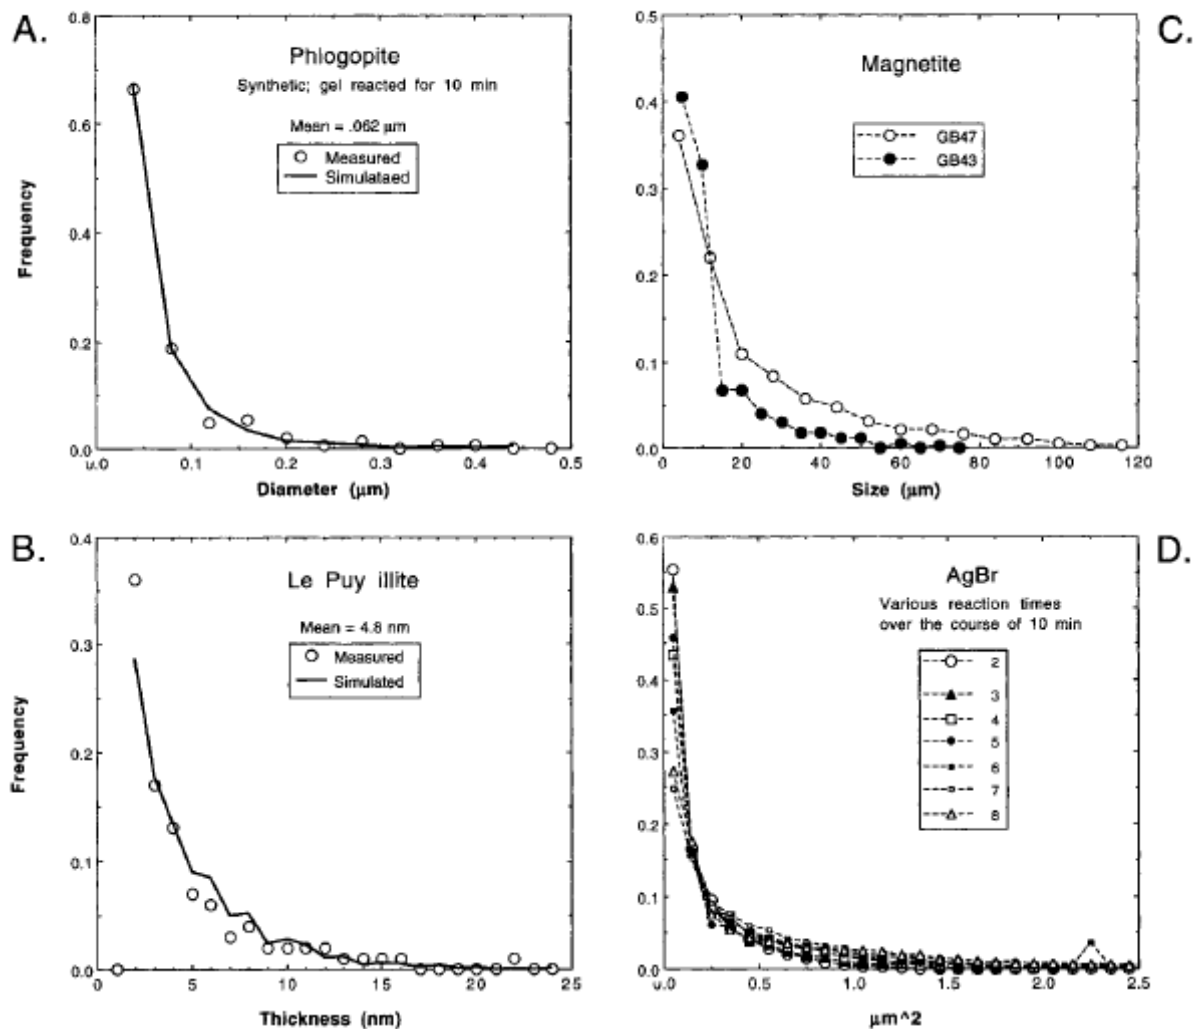 A.
0.8
0.6
0.4
0.2
0.0
Frequency
Phlogopite
Synthetic; gel reacted for 10 min
Mean = .062 μm
Measured
Simulataed
0.0 0.1 0.2 0.3 0.4 0.5
Diameter (μm)
C.
0.5
0.4
0.3
0.2
0.1
0.0
Magnetite
GB47
GB43
0 20 40 60 80 100 120
Size (μm)
B.
0.4
0.3
0.2
0.1
0.0
Frequency
Le Puy illite
Mean = 4.8 nm
Measured
Simulated
0 5 10 15 20 25
Thickness (nm)
D.
0.6
0.5
0.4
0.3
0.2
0.1
0.0
AgBr
Various reaction times
over the course of 10 min
2
3
4
5
6
7
8
0.0 0.5 1.0 1.5 2.0 2.5
μm^2